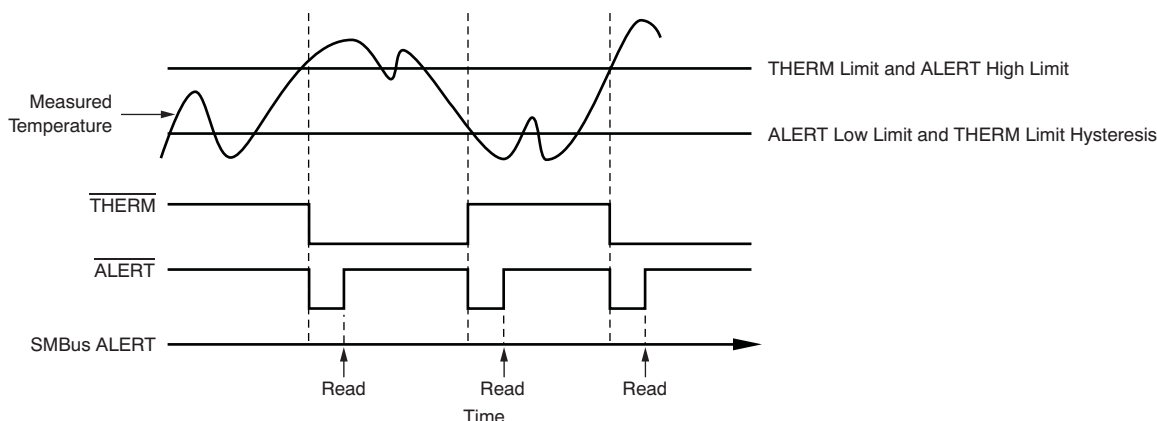 THERM Limit and ALERT High Limit
Measured
Temperature
ALERT Low Limit and THERM Limit Hysteresis
THERM
ALERT
SMBus ALERT
Read
Read
Read
Time